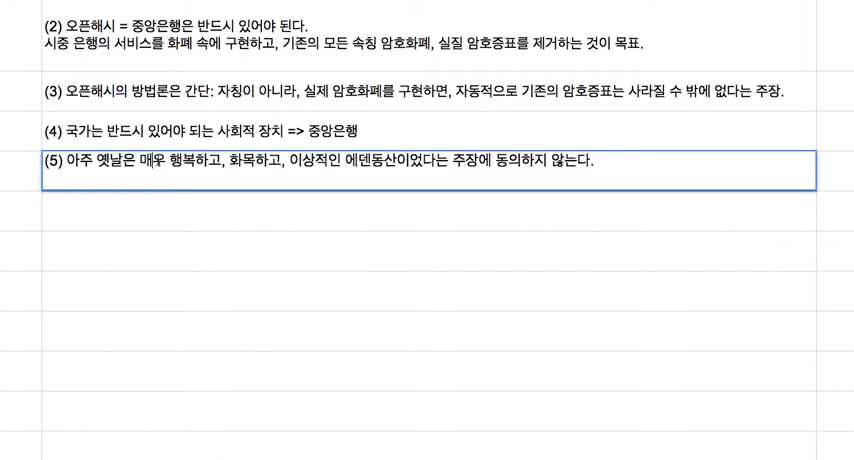 (2) 오픈해시 = 중앙은행은 반드시 있어야 된다.
시중 은행의 서비스를 화폐 속에 구현하고, 기존의 모든 속칭 암호화폐, 실질 암호증표를 제거하는 것이 목표.
(3) 오픈해시의 방법론은 간단: 자칭이 아니라, 실제 암호화폐를 구현하면, 자동적으로 기존의 암호증표는 사라질 수 밖에 없다는 주장.
(4) 국가는 반드시 있어야 되는 사회적 장치 => 중앙은행
(5) 아주 옛날은 매우 행복하고, 화목하고, 이상적인 에덴동산이었다는 주장에 동의하지 않는다.